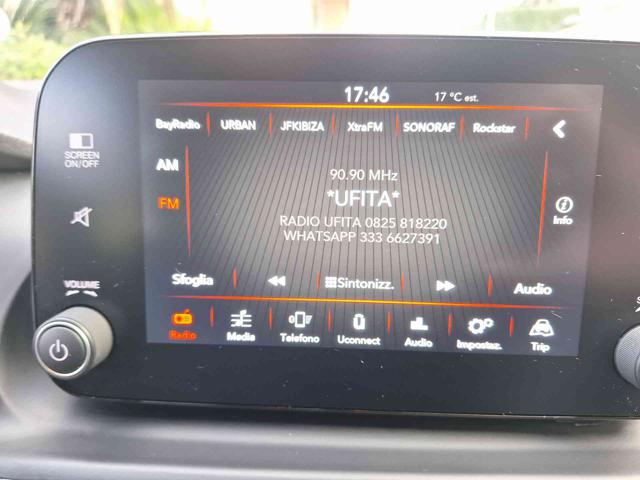 17:46 17 °C est.
BayRadio URBAN JFKIBIZA XtraFM SONORAF Rockstar
SCREEN
ON/OFF
AM
90.90 MHz
*UFITA*
FM
Info
RADIO UFITA 0825 818220
WHATSAPP 333 6627391
Sfoglia Sintonizz. Audio
VOLUME
Radio Media Telefono Uconnect Audio Impostaz. Trip